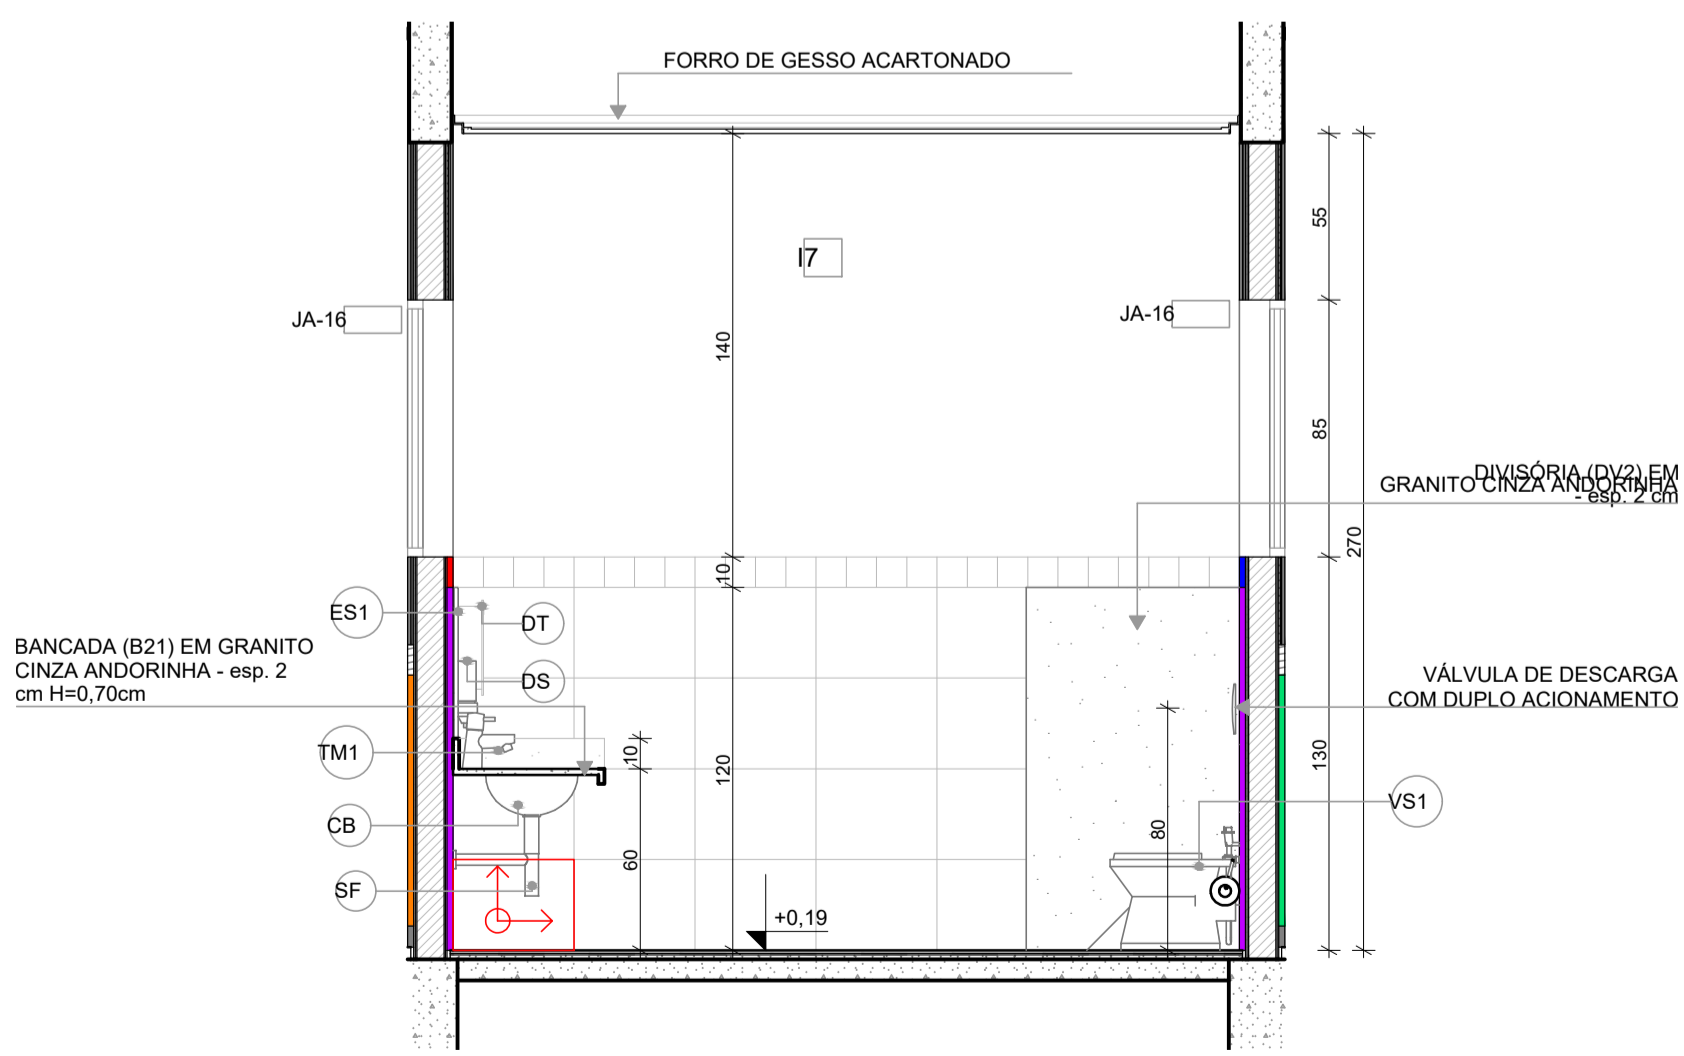 FORRO DE GESSO ACARTONADO
I7
JA-16
JA-16
55
140
85
DIVISÓRIA (DV2) EM
GRANITO CINZA ANDORINHA
- esp. 2 cm
270
10
ES1
DT
BANCADA (B21) EM GRANITO
CINZA ANDORINHA - esp. 2
cm H=0,70cm
DS
VÁLVULA DE DESCARGA
COM DUPLO ACIONAMENTO
TM1
10
120
130
VS1
CB
80
60
SF
+0,19